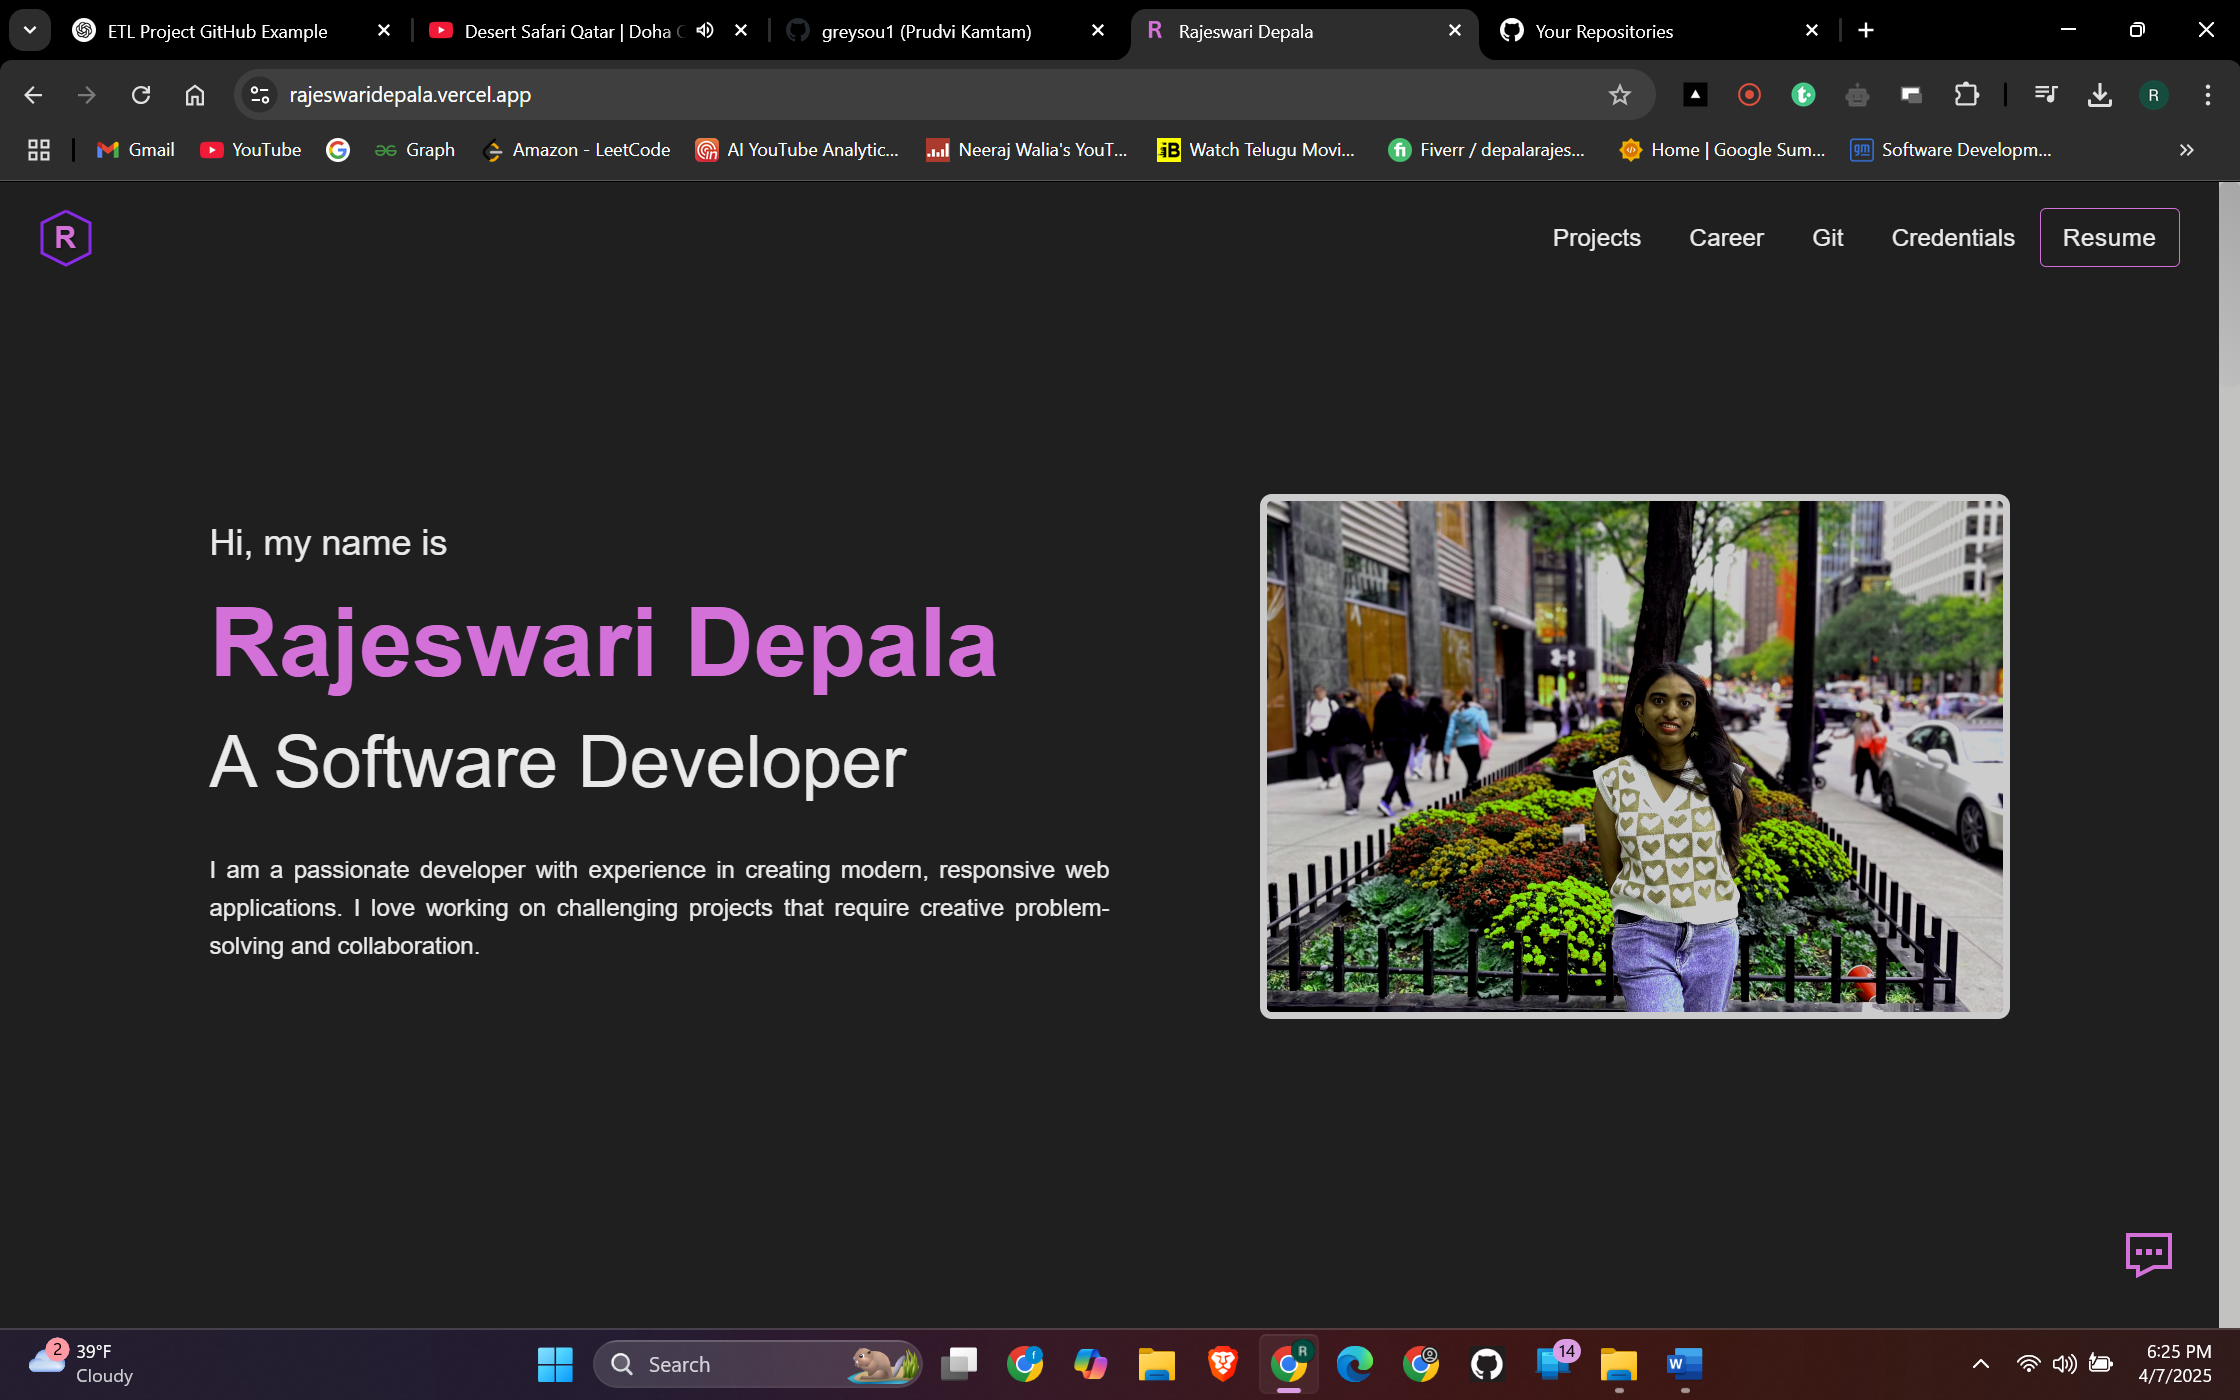 ETL Project GitHub Example
Desert Safari Qatar | Doha
greysou1 (Prudvi Kamtam)
R Rajeswari Depala
Your Repositories
rajeswaridepala.vercel.app
R
Gmail
YouTube
Graph
Amazon - LeetCode
AI YouTube Analytic...
Neeraj Walia's YouT...
Watch Telugu Movi...
Fiverr / depalarajes...
Home | Google Sum...
gm Software Developm...
R
Projects
Career
Git
Credentials
Resume
Hi, my name is
Rajeswari Depala
A Software Developer
I am a passionate developer with experience in creating modern, responsive web
applications. I love working on challenging projects that require creative problem-
solving and collaboration.
2
39°F
Cloudy
Search
R
14
W
6:25 PM
4/7/2025